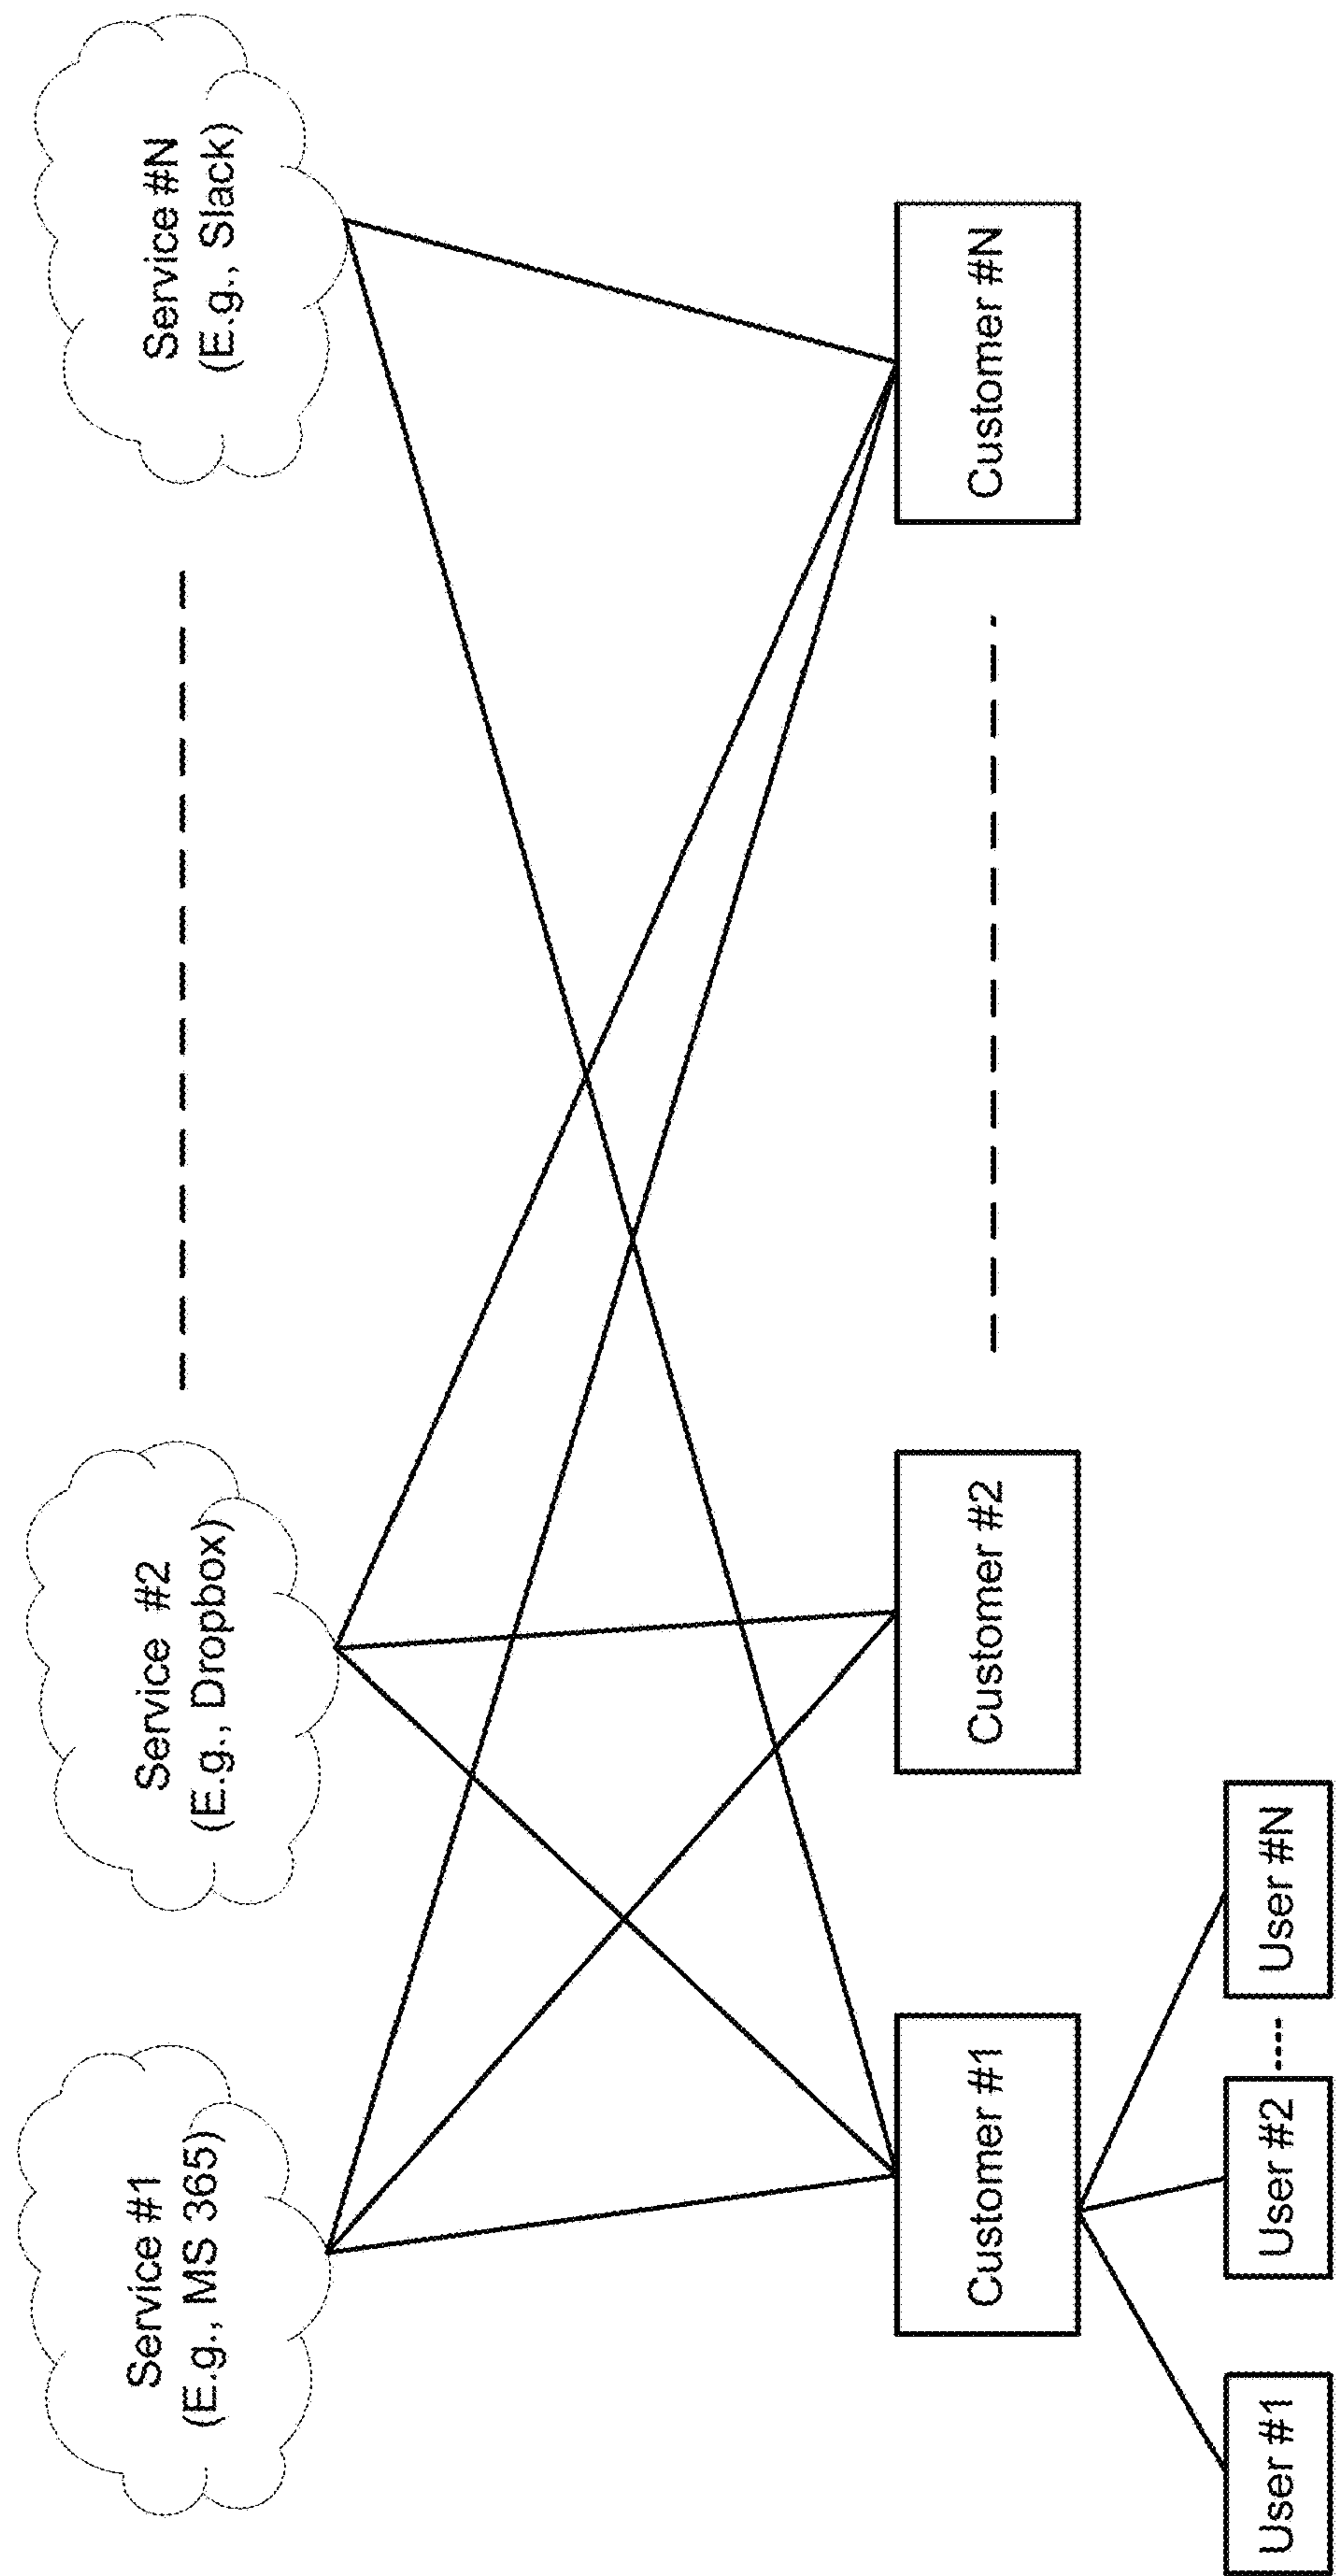 Service #1
(E.g., MS 365)
Service #2
(E.g., Dropbox)
Service #N
(E.g., Slack)
Customer #1
Customer #2
Customer #N
User #1
User #2
User #N